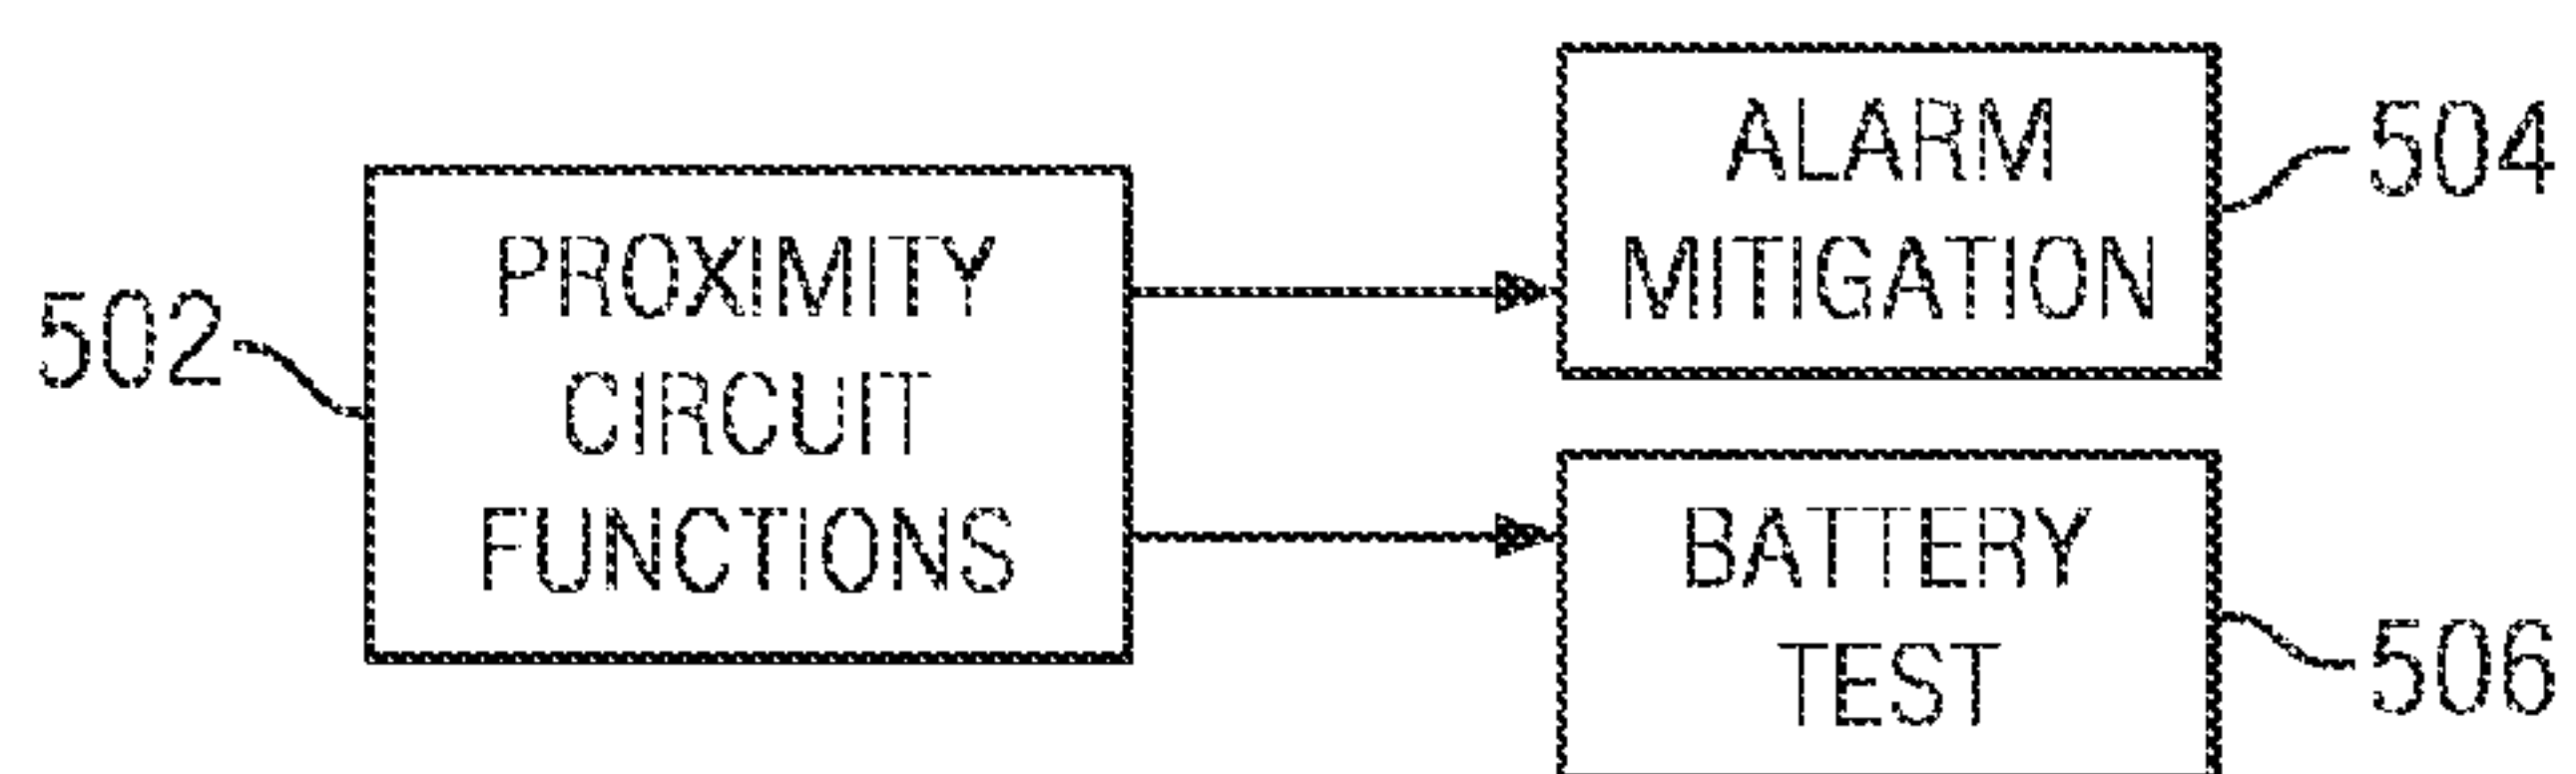 502
PROXIMITY
CIRCUIT
FUNCTIONS
ALARM
MITIGATION
504
BATTERY
TEST
506